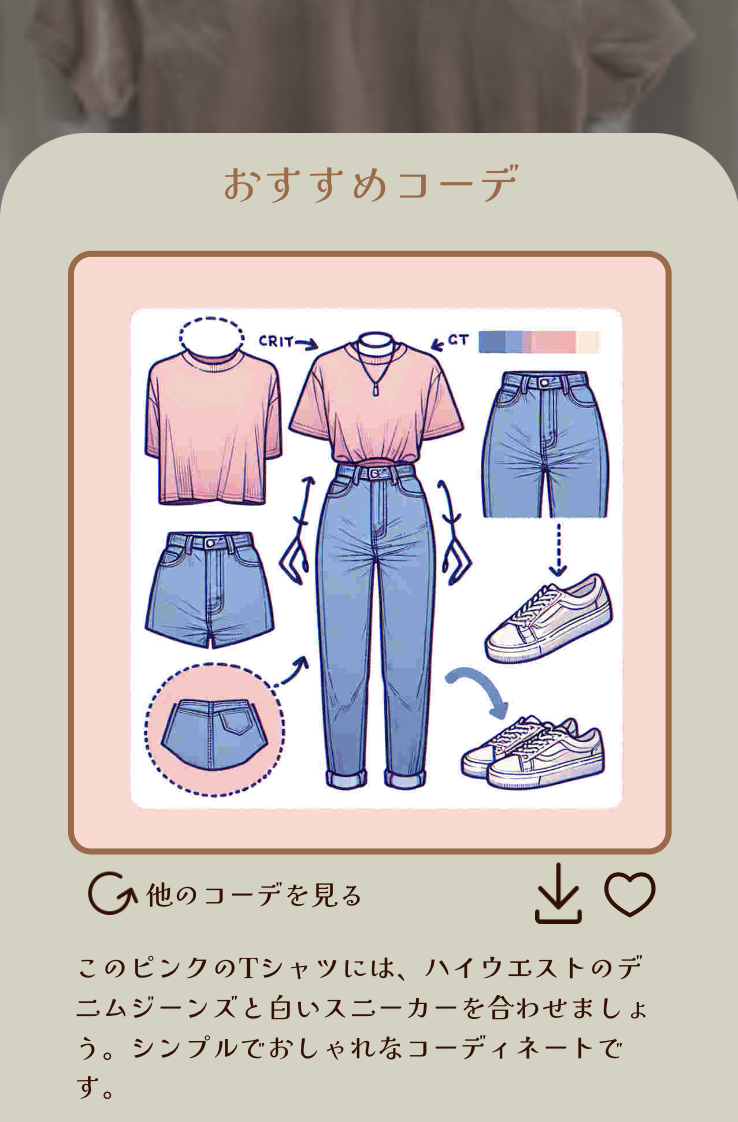 おすすめコーデ
CRIT
GT
他のコーデを見る
このピンクのTシャツには、ハイウエストのデ
ニムジーンズと白いスニーカーを合わせましょ
う。シンプルでおしゃれなコーディネートで
す。